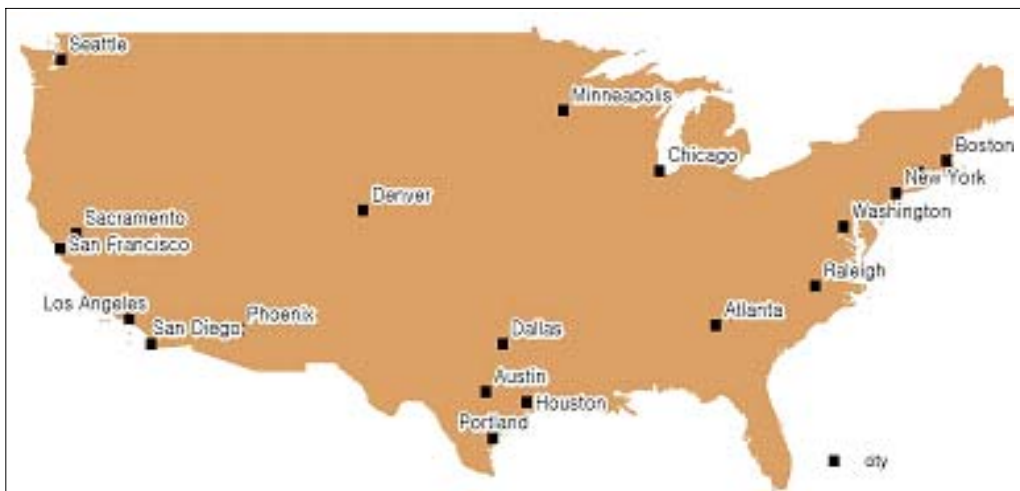 Seattle
Minneapolis
Chicago
Boston
New York
Denver
Washington
Sacramento
San Francisco
Raleigh
Los Angeles
Phoenix
San Diego
Atlanta
Dallas
Austin
Houston
Portland
city